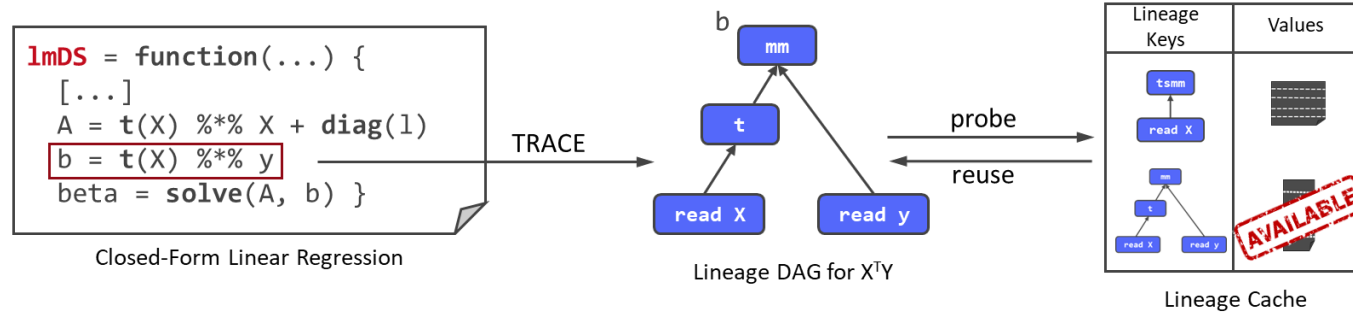 lmDS = function(...) {
[...]
A = t(X) %*% X + diag(l)
b = t(X) %*% y
beta = solve(A, b) }
Closed-Form Linear Regression
TRACE
b
mm
t
read X
read y
Lineage DAG for XᵀY
probe
reuse
Lineage
Keys
Values
tsmm
read X
mm
t
read X
read y
AVAILABLE
Lineage Cache